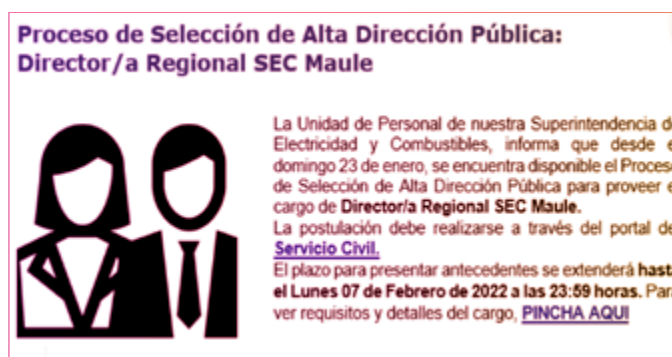 Proceso de Selección de Alta Dirección Pública:
Director/a Regional SEC Maule
La Unidad de Personal de nuestra Superintendencia de
Electricidad y Combustibles, informa que desde e
domingo 23 de enero, se encuentra disponible el Proceso
de Selección de Alta Dirección Pública para proveer e
cargo de Director/a Regional SEC Maule.
La postulación debe realizarse a través del portal de
Servicio Civil.
El plazo para presentar antecedentes se extenderá hasta
el Lunes 07 de Febrero de 2022 a las 23:59 horas. Para
ver requisitos y detalles del cargo, PINCHA AQUI